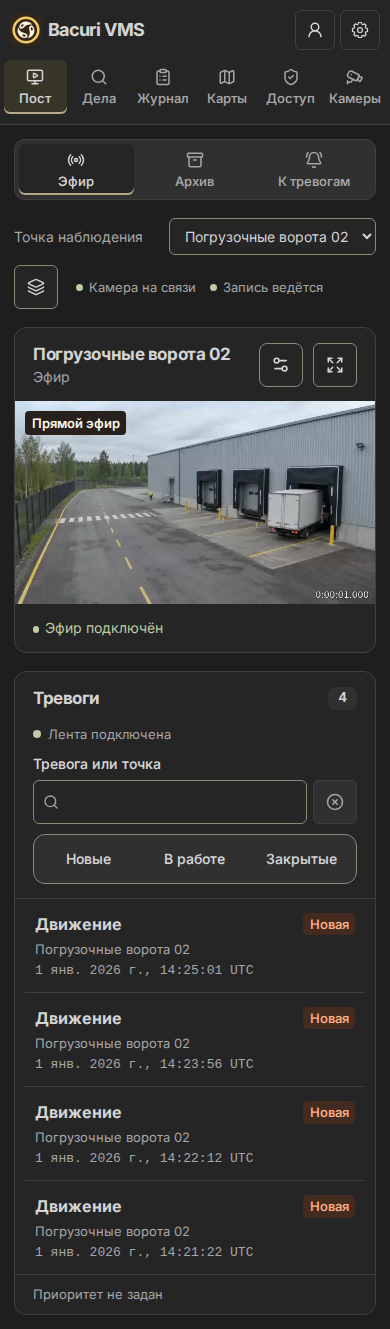 Bacuri VMS
Пост
Дела
Журнал
Карты
Доступ
Камеры
Эфир
Архив
К тревогам
Точка наблюдения
Погрузочные ворота 02
Камера на связи
Запись ведётся
Погрузочные ворота 02
Эфир
Прямой эфир
0:00:01.000
Эфир подключён
Тревоги
4
Лента подключена
Тревога или точка
Новые
В работе
Закрытые
Движение
Новая
Погрузочные ворота 02
1 янв. 2026 г., 14:25:01 UTC
Движение
Новая
Погрузочные ворота 02
1 янв. 2026 г., 14:23:56 UTC
Движение
Новая
Погрузочные ворота 02
1 янв. 2026 г., 14:22:12 UTC
Движение
Новая
Погрузочные ворота 02
1 янв. 2026 г., 14:21:22 UTC
Приоритет не задан